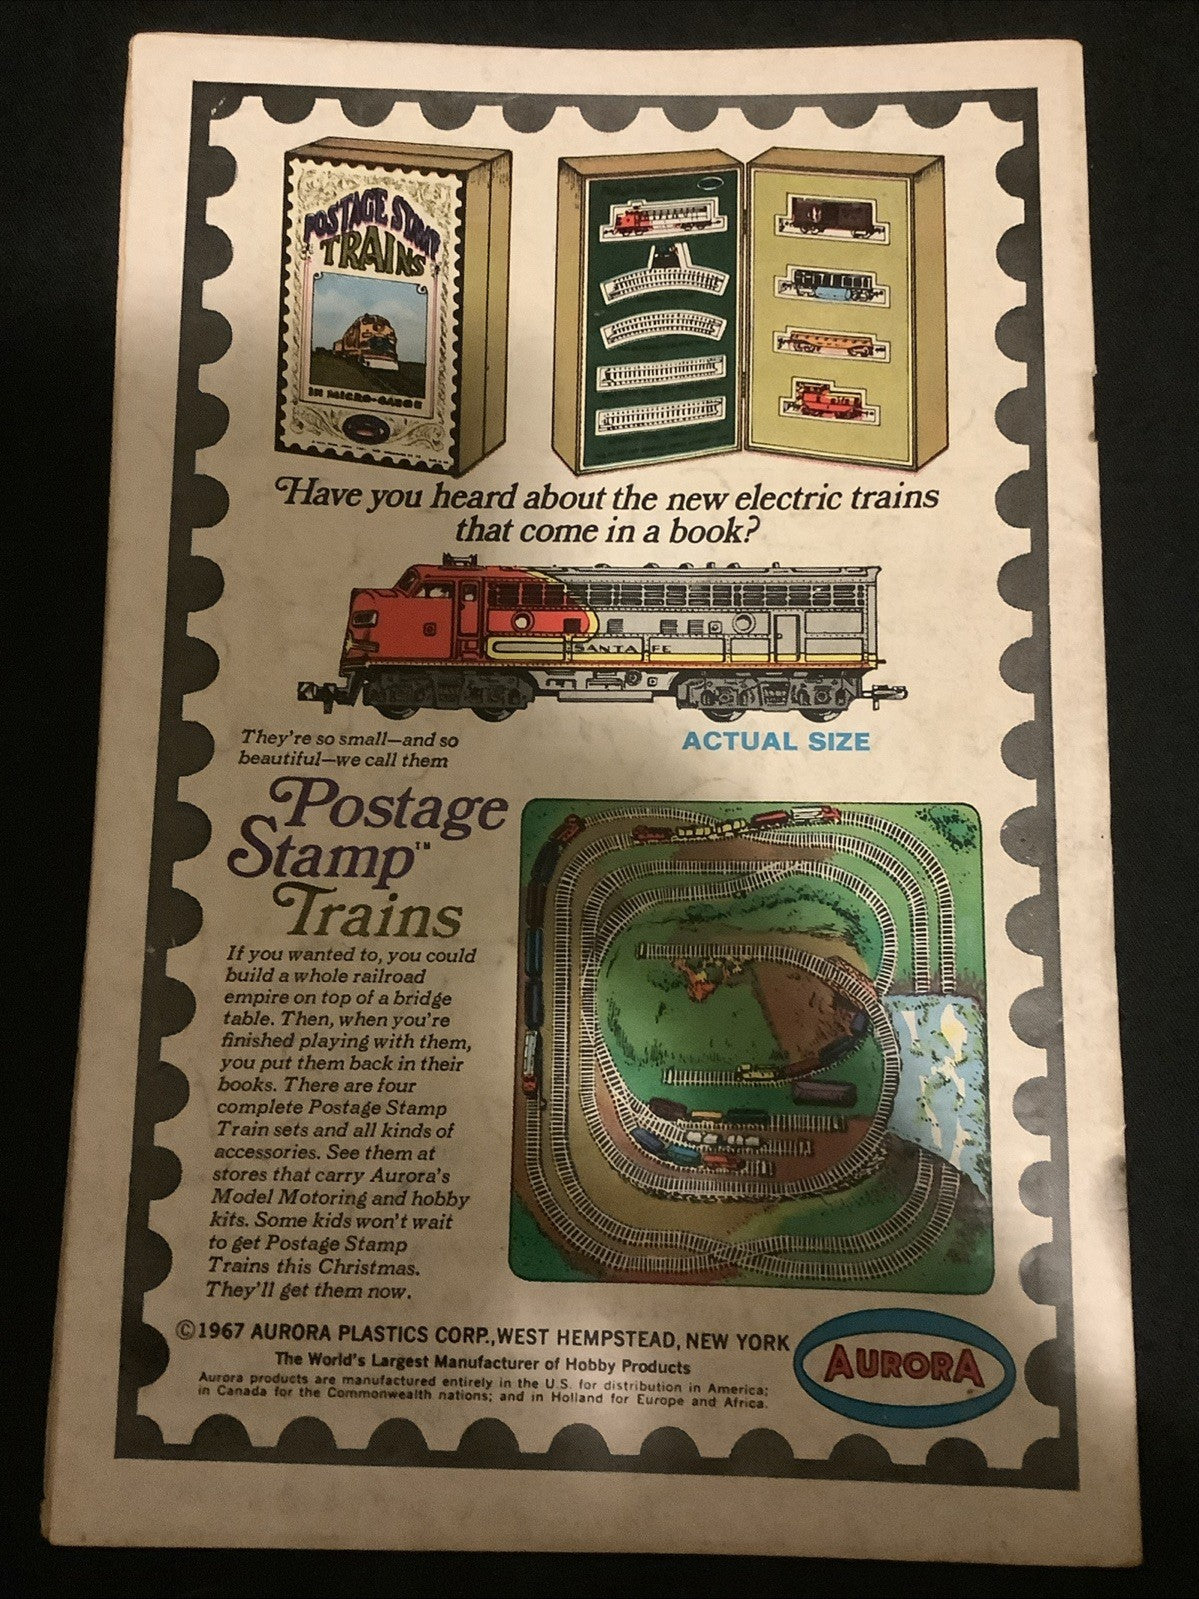 POSTAGE STAMP
TRAINS
IN MICRO-GAUGE
Have you heard about the new electric trains
that come in a book?
SANTA FE
They're so small—and so
beautiful—we call them
ACTUAL SIZE
Postage
Stamp™
Trains
If you wanted to, you could
build a whole railroad
empire on top of a bridge
table. Then, when you're
finished playing with them,
you put them back in their
books. There are four
complete Postage Stamp
Train sets and all kinds of
accessories. See them at
stores that carry Aurora's
Model Motoring and hobby
kits. Some kids won't wait
to get Postage Stamp
Trains this Christmas.
They'll get them now.
©1967 AURORA PLASTICS CORP., WEST HEMPSTEAD, NEW YORK
The World's Largest Manufacturer of Hobby Products
Aurora products are manufactured entirely in the U.S. for distribution in America;
in Canada for the Commonwealth nations; and in Holland for Europe and Africa.
AURORA